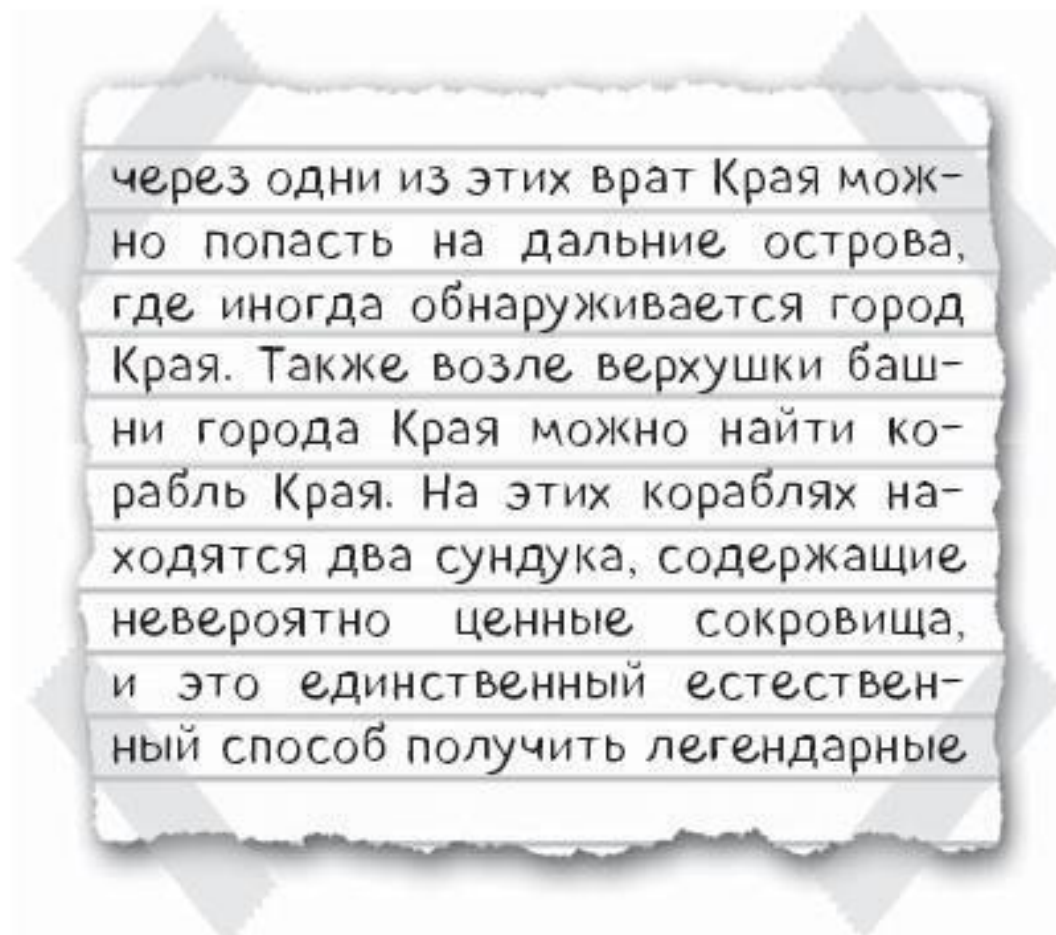 через одни из этих врат Края мож-
но попасть на дальние острова,
где иногда обнаруживается город
Края. Также возле верхушки баш-
ни города Края можно найти ко-
рабль Края. На этих кораблях на-
ходятся два сундука, содержащие
невероятно ценные сокровища,
и это единственный естествен-
ный способ получить легендарные